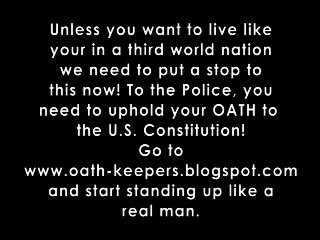 Unless you want to live like
your in a third world nation
we need to put a stop to
this now! To the Police, you
need to uphold your OATH to
the U.S. Constitution!
Go to
www.oath-keepers.blogspot.com
and start standing up like a
real man.